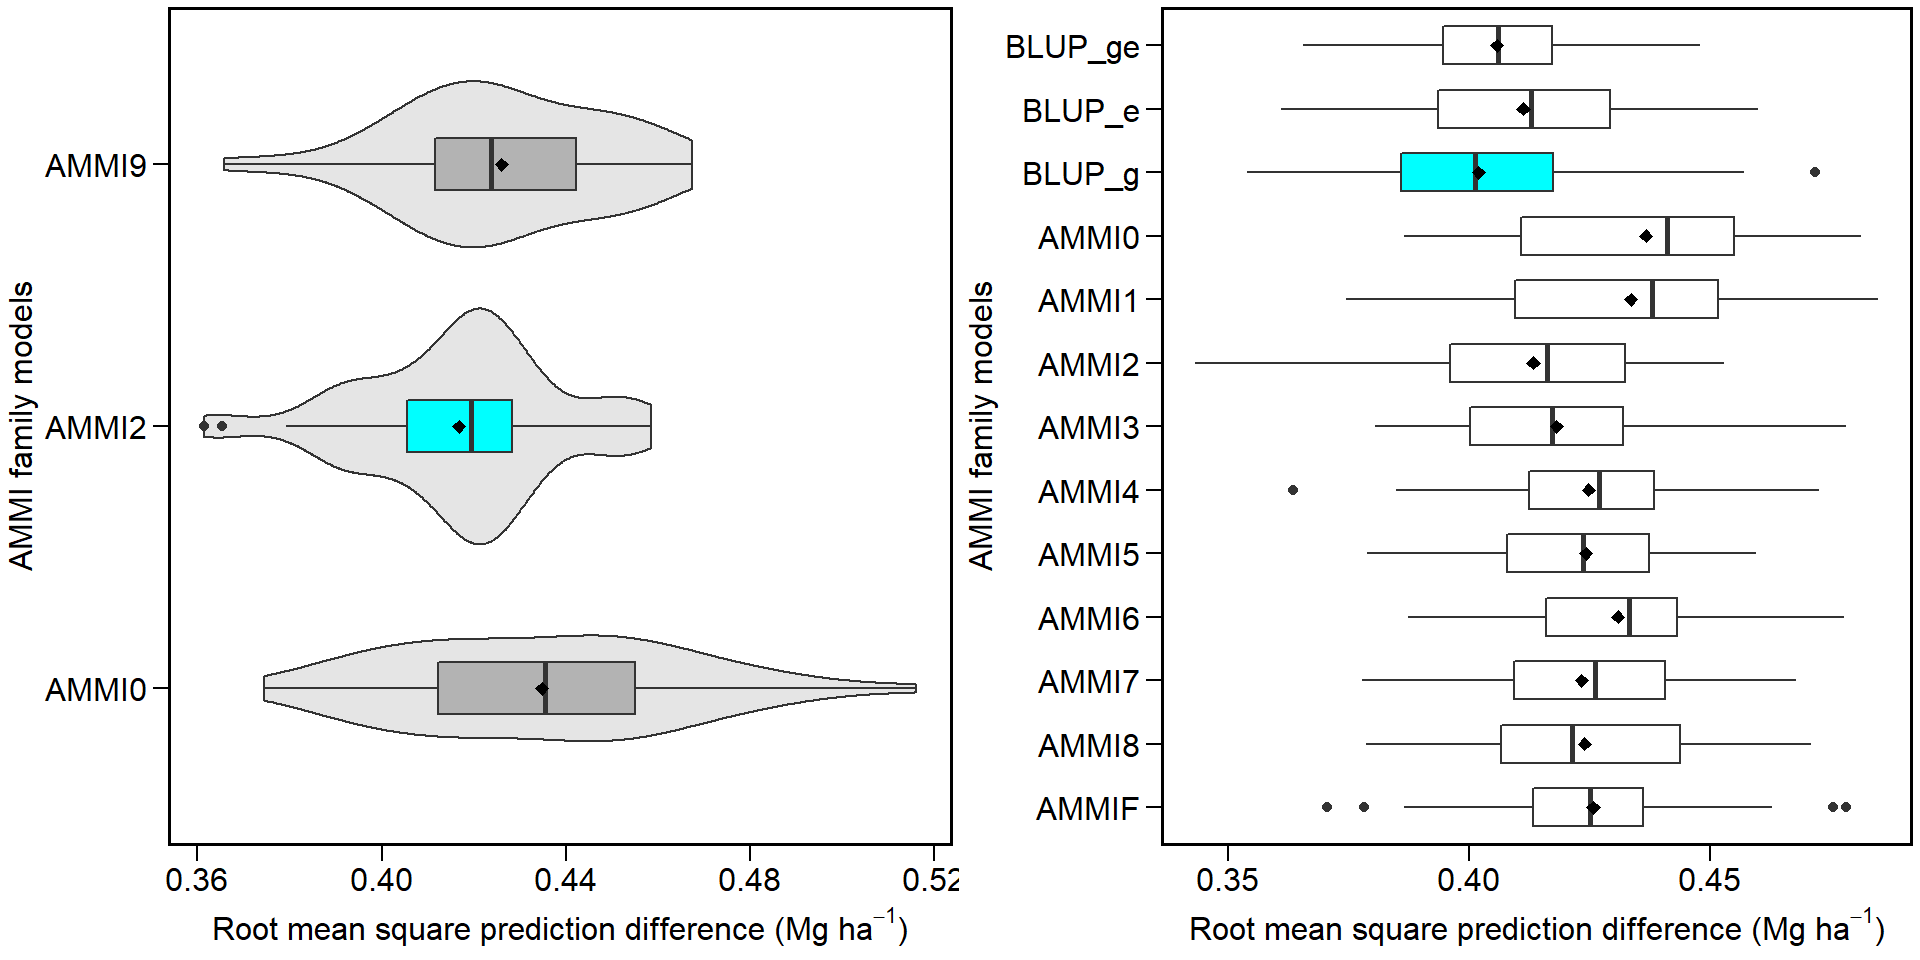 AMMI family models
AMMI9
AMMI2
AMMI0
0.36 0.40 0.44 0.48 0.52
Root mean square prediction difference (Mg ha⁻¹)
AMMI family models
BLUP_ge
BLUP_e
BLUP_g
AMMI0
AMMI1
AMMI2
AMMI3
AMMI4
AMMI5
AMMI6
AMMI7
AMMI8
AMMIF
0.35 0.40 0.45
Root mean square prediction difference (Mg ha⁻¹)